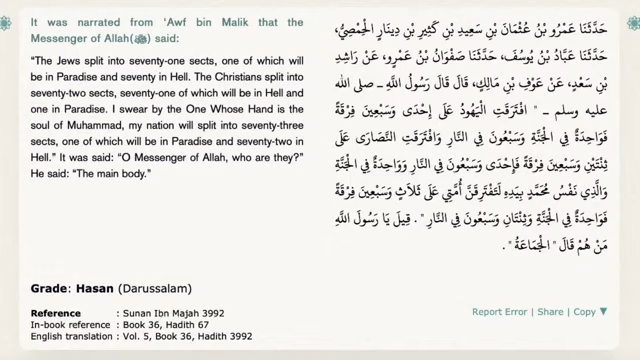 It was narrated from 'Awf bin Malik that the
Messenger of Allah(ﷺ) said:
"The Jews split into seventy-one sects, one of which will
be in Paradise and seventy in Hell. The Christians split into
seventy-two sects, seventy-one of which will be in Hell and
one in Paradise. I swear by the One Whose Hand is the
soul of Muhammad, my nation will split into seventy-three
sects, one of which will be in Paradise and seventy-two in
Hell." It was said: "O Messenger of Allah, who are they?"
He said: "The main body."
حَدَّثَنَا عَمْرُو بْنُ عُثْمَانَ بْنِ سَعِيدِ بْنِ كَثِيرِ بْنِ دِينَارٍ الْحِمْصِيُّ،
حَدَّثَنَا عَبَّادُ بْنُ يُوسُفَ، حَدَّثَنَا صَفْوَانُ بْنُ عَمْرٍو، عَنْ رَاشِدِ
بْنِ سَعْدٍ، عَنْ عَوْفِ بْنِ مَالِكٍ، قَالَ قَالَ رَسُولُ اللَّهِ ـ صلى الله
عليه وسلم ـ " افْتَرَقَتِ الْيَهُودُ عَلَى إِحْدَى وَسَبْعِينَ فِرْقَةً
فَوَاحِدَةٌ فِي الْجَنَّةِ وَسَبْعُونَ فِي النَّارِ وَافْتَرَقَتِ النَّصَارَى عَلَى
ثِنْتَيْنِ وَسَبْعِينَ فِرْقَةً فَإِحْدَى وَسَبْعُونَ فِي النَّارِ وَوَاحِدَةٌ فِي الْجَنَّةِ
وَالَّذِي نَفْسُ مُحَمَّدٍ بِيَدِهِ لَتَفْتَرِقَنَّ أُمَّتِي عَلَى ثَلاَثٍ وَسَبْعِينَ فِرْقَةً
فَوَاحِدَةٌ فِي الْجَنَّةِ وَثِنْتَانِ وَسَبْعُونَ فِي النَّارِ " . قِيلَ يَا رَسُولَ اللَّهِ
مَنْ هُمْ قَالَ " الْجَمَاعَةُ " .
Grade: Hasan (Darussalam)
Reference : Sunan Ibn Majah 3992
In-book reference : Book 36, Hadith 67
English translation : Vol. 5, Book 36, Hadith 3992
Report Error | Share | Copy ▼